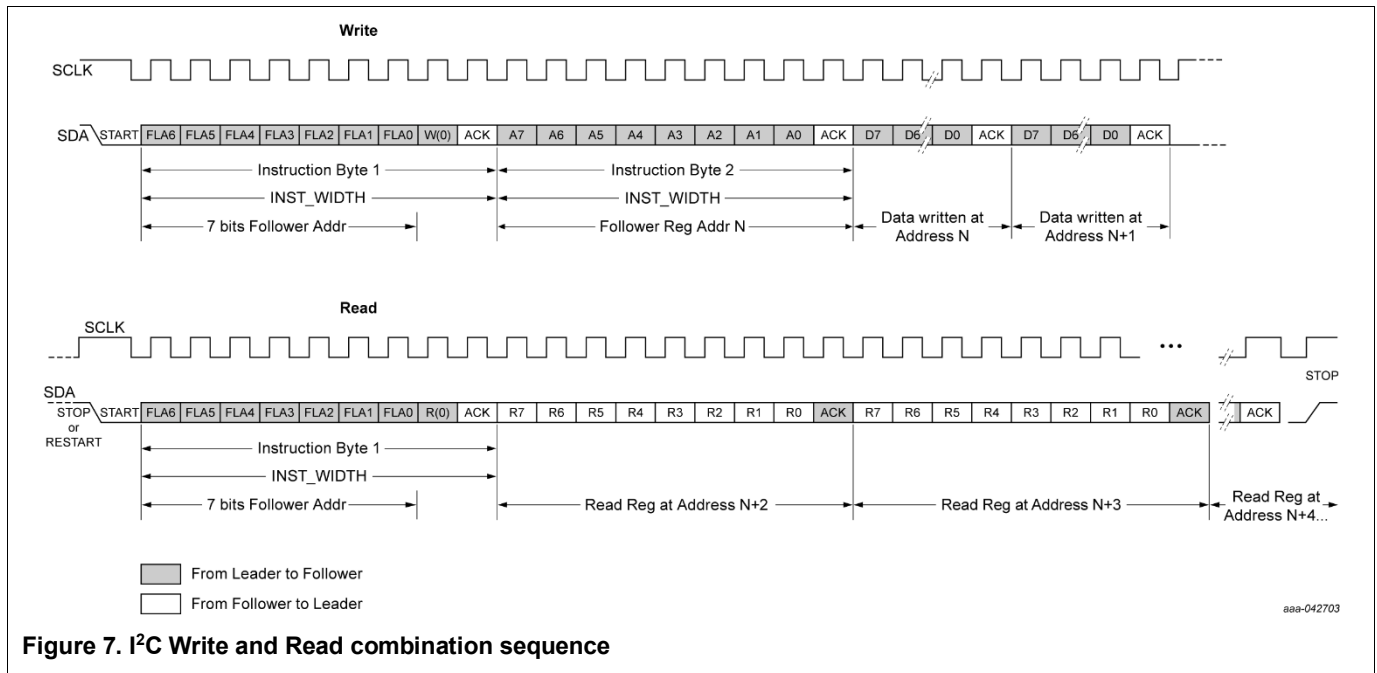 Write
SCLK
SDA START FLA6 FLA5 FLA4 FLA3 FLA2 FLA1 FLA0 W(0) ACK A7 A6 A5 A4 A3 A2 A1 A0 ACK D7 D6 D0 ACK D7 D6 D0 ACK
Instruction Byte 1 Instruction Byte 2
INST_WIDTH INST_WIDTH
7 bits Follower Addr Follower Reg Addr N Data written at Address N Data written at Address N+1
Read
SCLK
...
STOP
SDA
STOP or RESTART START FLA6 FLA5 FLA4 FLA3 FLA2 FLA1 FLA0 R(0) ACK R7 R6 R5 R4 R3 R2 R1 R0 ACK R7 R6 R5 R4 R3 R2 R1 R0 ACK ACK
Instruction Byte 1
INST_WIDTH
7 bits Follower Addr Read Reg at Address N+2 Read Reg at Address N+3 Read Reg at Address N+4...
From Leader to Follower
From Follower to Leader
aaa-042703
Figure 7. I²C Write and Read combination sequence